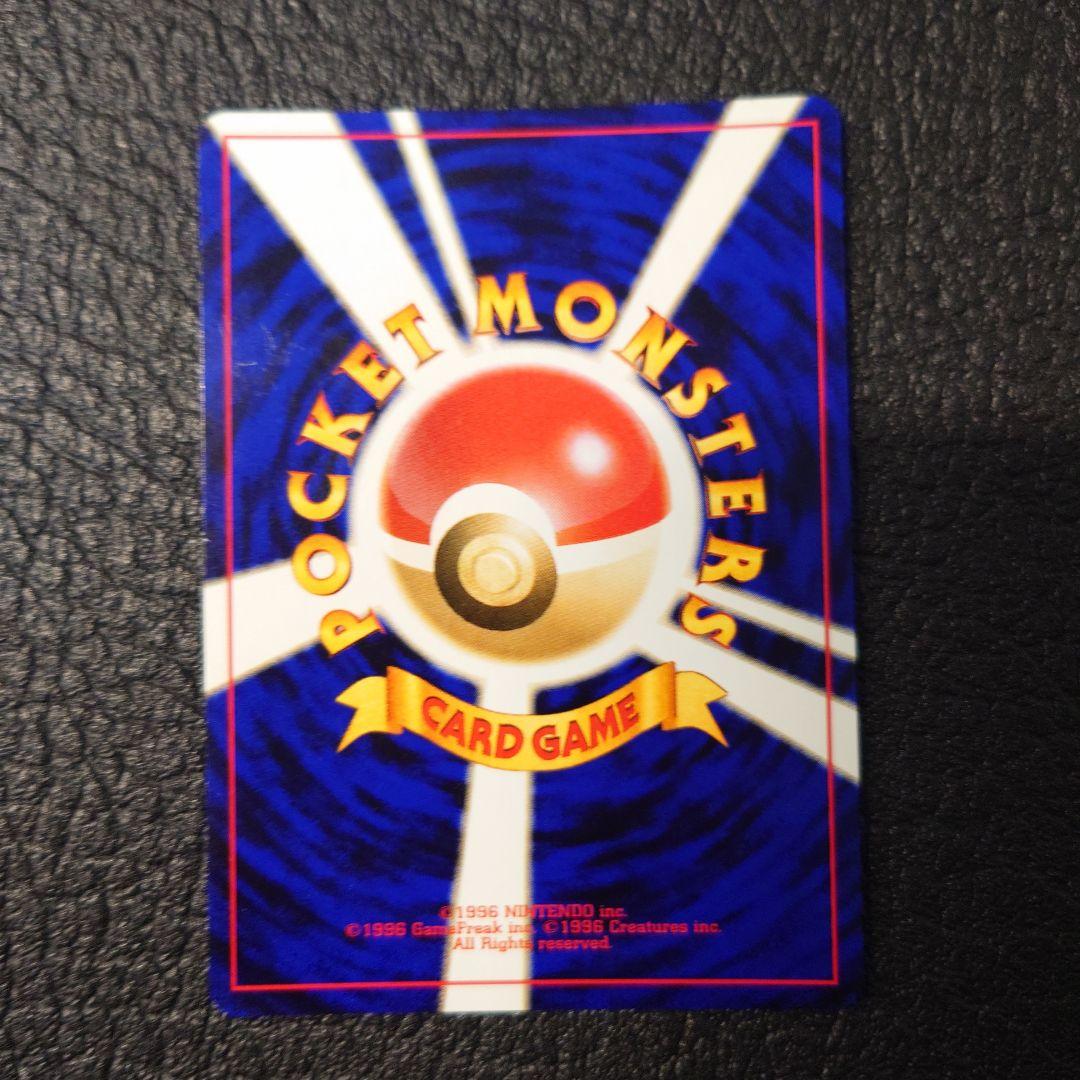 POCKET MONSTERS
CARD GAME
©1996 NINTENDO inc.
©1996 GameFreak inc. ©1996 Creatures inc.
All Rights reserved.